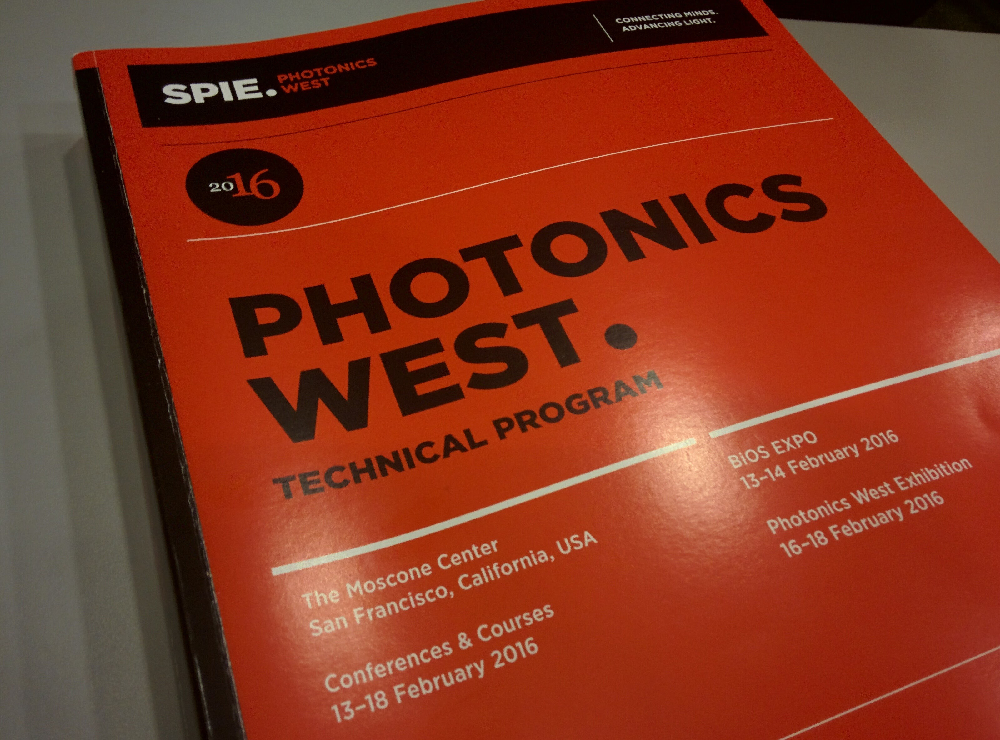 SPIE. PHOTONICS
WEST
CONNECTING MINDS.
ADVANCING LIGHT.
2016
PHOTONICS
WEST.
TECHNICAL PROGRAM
The Moscone Center
San Francisco, California, USA
Conferences & Courses
13–18 February 2016
BiOS EXPO
13–14 February 2016
Photonics West Exhibition
16–18 February 2016